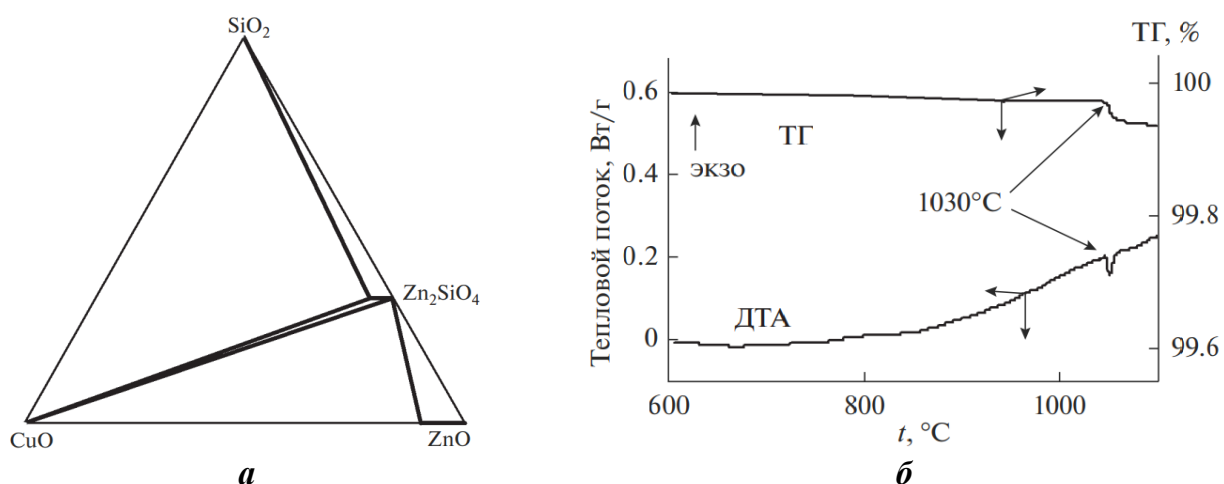 SiO2
Zn2SiO4
CuO
ZnO
а
ТГ, %
Тепловой поток, Вт/г
0.6
0.4
0.2
0
100
99.8
99.6
ТГ
экзо
1030°C
ДТА
600
800
1000
t, °C
б